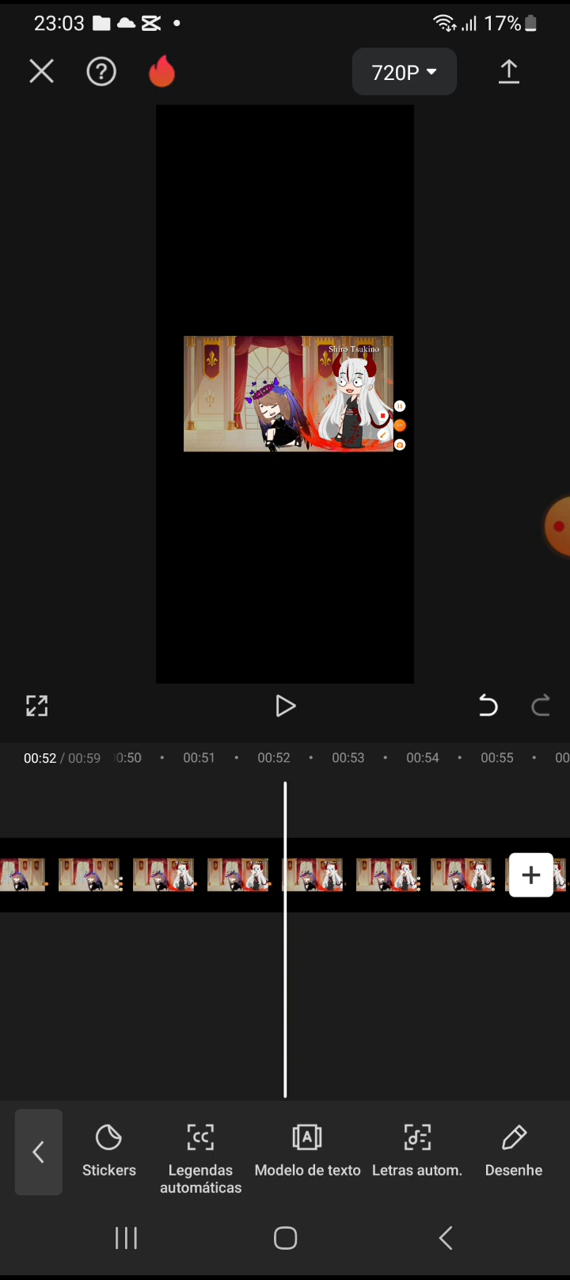 23:03
17%
720P
Shiro Tsukino
00:52 / 00:59
0:50
00:51
00:52
00:53
00:54
00:55
00
Stickers
Legendas
automáticas
Modelo de texto
Letras autom.
Desenhe